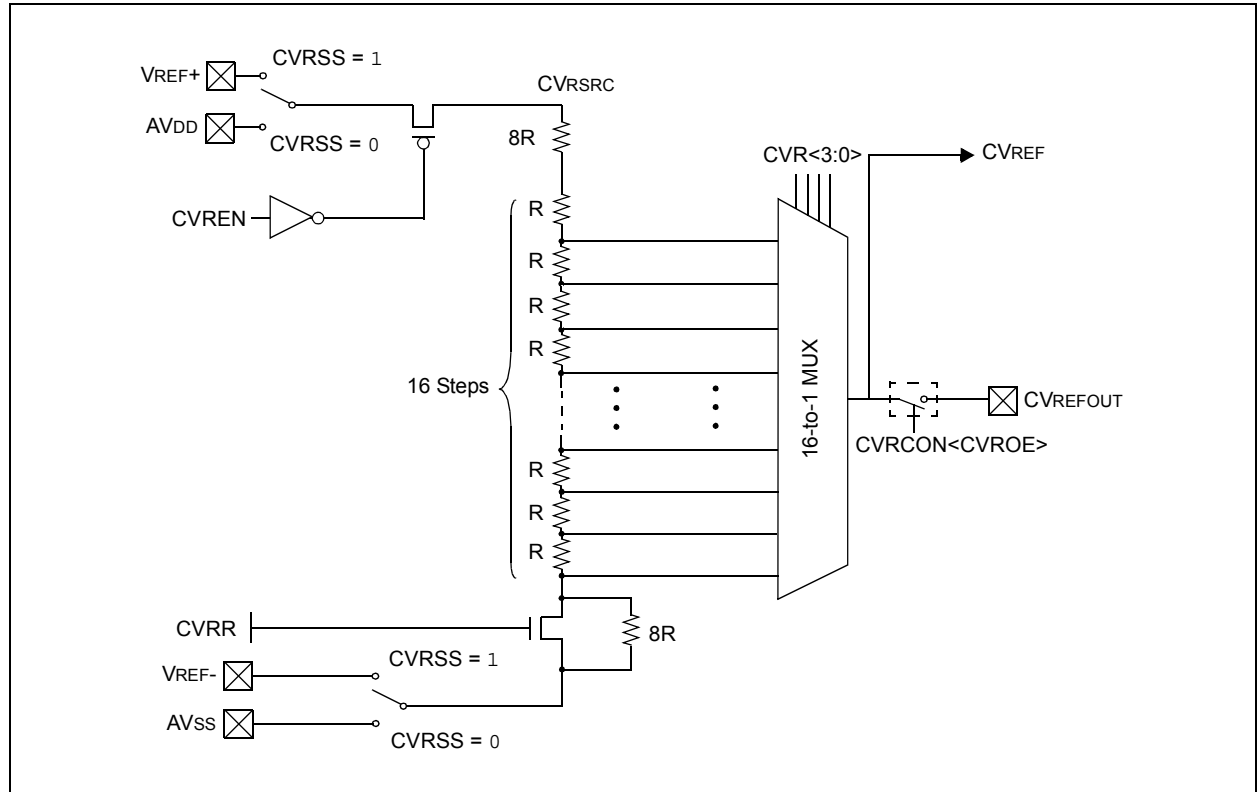 CVRSS = 1
VREF+
CVRSRC
AVDD
8R
CVRSS = 0
CVR<3:0>
CVREF
CVREN
R
R
R
R
16 Steps
16-to-1 MUX
CVREFOUT
CVRCON<CVROE>
R
R
R
CVRR
8R
CVRSS = 1
VREF-
AVSS
CVRSS = 0